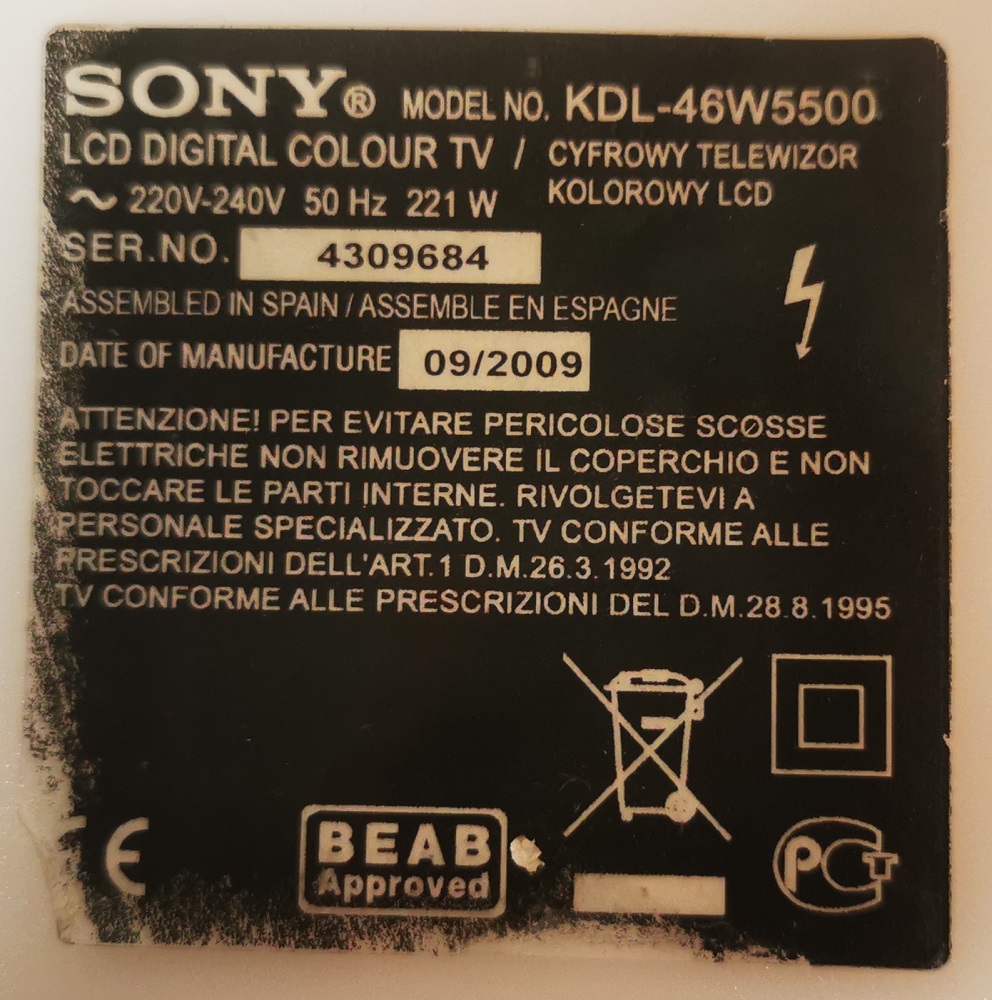 SONY® MODEL NO. KDL-46W5500
LCD DIGITAL COLOUR TV / CYFROWY TELEWIZOR
KOLOROWY LCD
~ 220V-240V 50 Hz 221 W
SER.NO. 4309684
ASSEMBLED IN SPAIN / ASSEMBLE EN ESPAGNE
DATE OF MANUFACTURE 09/2009
ATTENZIONE! PER EVITARE PERICOLOSE SCOSSE
ELETTRICHE NON RIMUOVERE IL COPERCHIO E NON
TOCCARE LE PARTI INTERNE. RIVOLGETEVI A
PERSONALE SPECIALIZZATO. TV CONFORME ALLE
PRESCRIZIONI DELL'ART.1 D.M.26.3.1992
TV CONFORME ALLE PRESCRIZIONI DEL D.M.28.8.1995
CE
BEAB
Approved
PCT